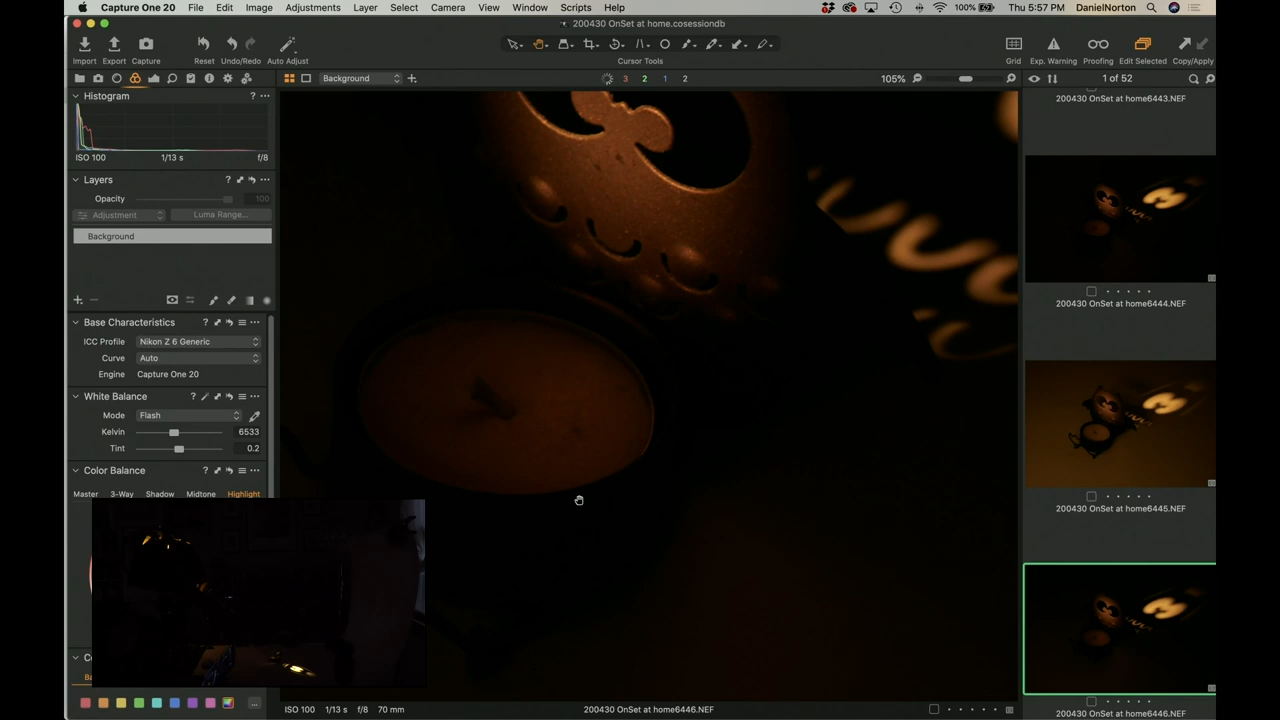 Capture One 20 File Edit Image Adjustments Layer Select Camera View Window Scripts Help 100% Thu 5:57 PM DanielNorton
200430 OnSet at home.cosessiondb
Import Export Capture Reset Undo/Redo Auto Adjust Cursor Tools Grid Exp. Warning Proofing Edit Selected Copy/Apply
Background 3 2 1 2 105% 1 of 52
Histogram ? ...
ISO 100 1/13 s f/8
Layers ? ...
Opacity 100
Adjustment Luma Range...
Background
Base Characteristics ? ...
ICC Profile Nikon Z 6 Generic
Curve Auto
Engine Capture One 20
White Balance ? ...
Mode Flash
Kelvin 6533
Tint 0.2
Color Balance ? ...
Master 3-Way Shadow Midtone Highlight
...
ISO 100 1/13 s f/8 70 mm 200430 OnSet at home6446.NEF
200430 OnSet at home6443.NEF
200430 OnSet at home6444.NEF
200430 OnSet at home6445.NEF
200430 OnSet at home6446.NEF